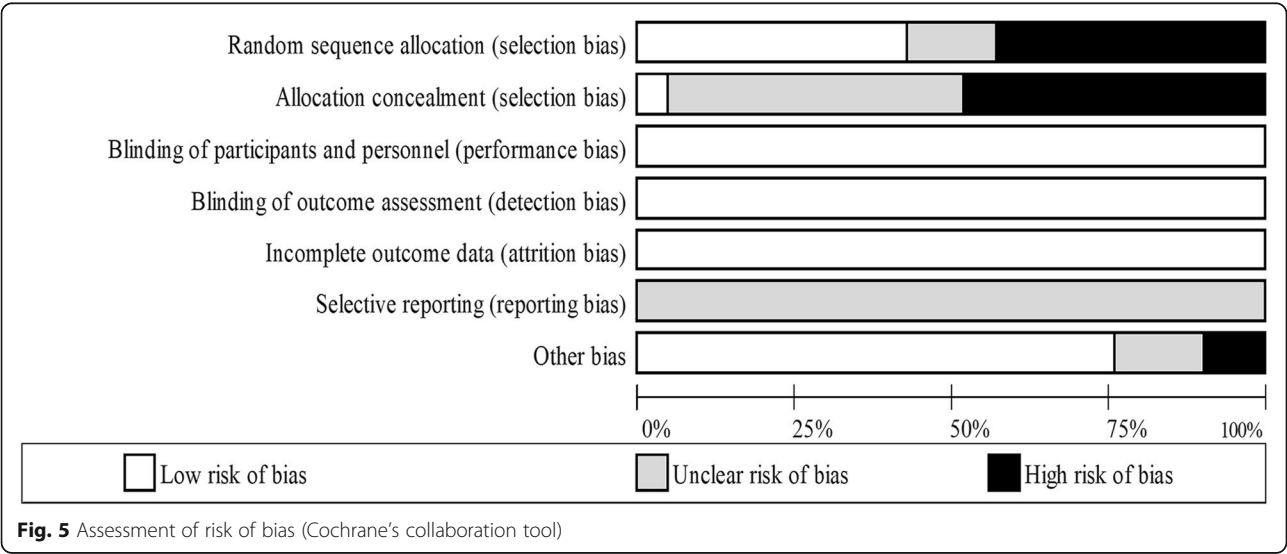 Random sequence allocation (selection bias)
Allocation concealment (selection bias)
Blinding of participants and personnel (performance bias)
Blinding of outcome assessment (detection bias)
Incomplete outcome data (attrition bias)
Selective reporting (reporting bias)
Other bias
0% 25% 50% 75% 100%
Low risk of bias Unclear risk of bias High risk of bias
Fig. 5 Assessment of risk of bias (Cochrane’s collaboration tool)